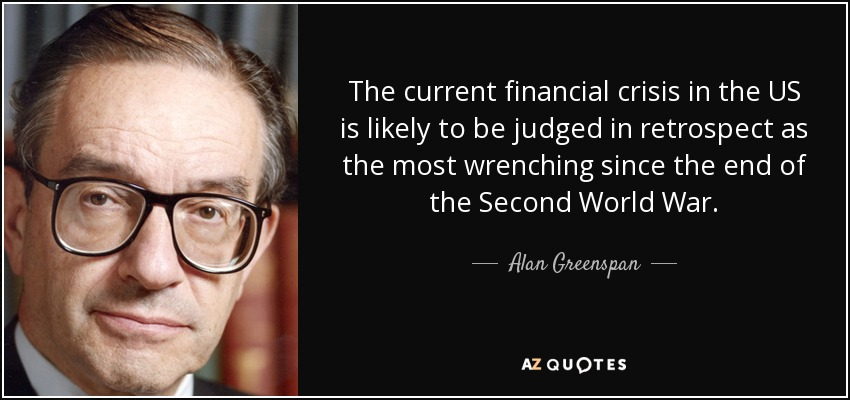 The current financial crisis in the US
is likely to be judged in retrospect as
the most wrenching since the end of
the Second World War.
Alan Greenspan
AZ QUOTES